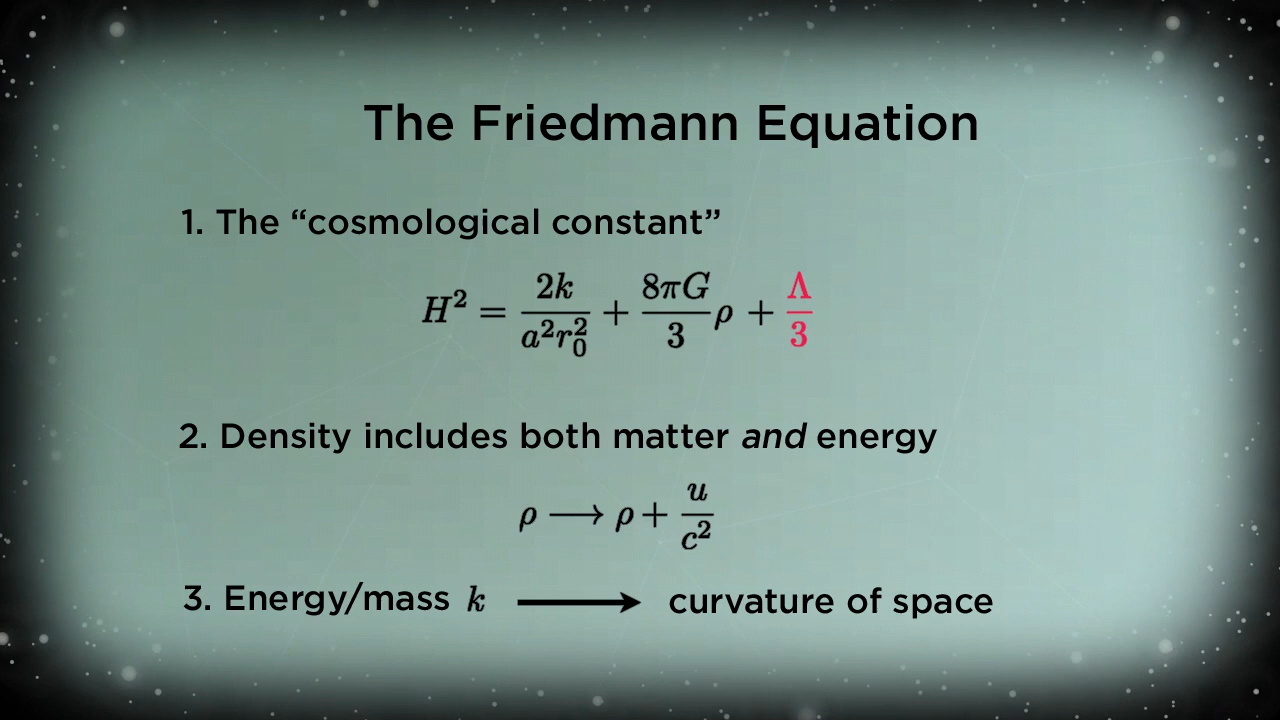 The Friedmann Equation
1. The “cosmological constant”
H² = 2k/a²r₀² + 8πG/3 ρ + Λ/3
2. Density includes both matter and energy
ρ ⟶ ρ + u/c²
3. Energy/mass k ⟶ curvature of space